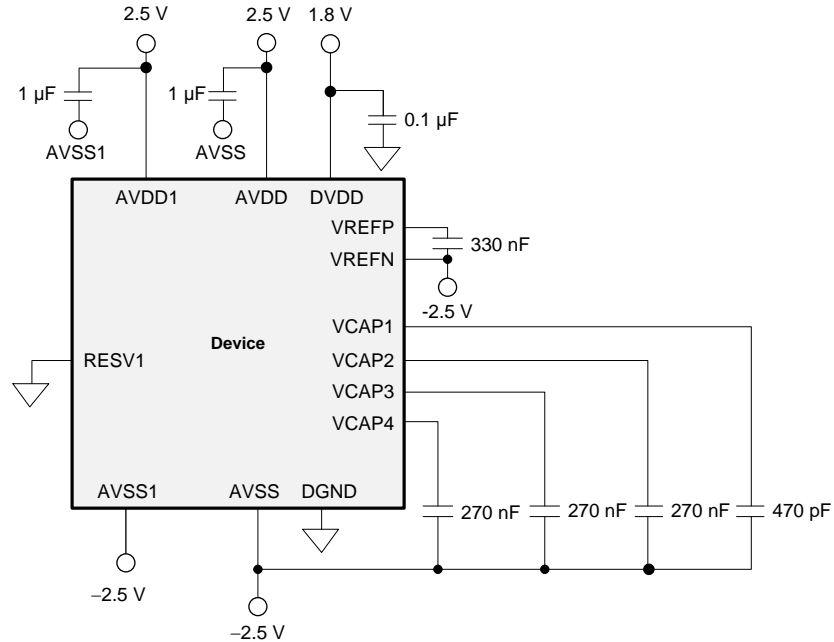 2.5 V
2.5 V
1.8 V
1 µF
1 µF
0.1 µF
AVSS1
AVSS
AVDD1
AVDD
DVDD
VREFP
330 nF
VREFN
-2.5 V
VCAP1
Device
RESV1
VCAP2
VCAP3
VCAP4
AVSS1
AVSS
DGND
270 nF
270 nF
270 nF
470 pF
–2.5 V
–2.5 V